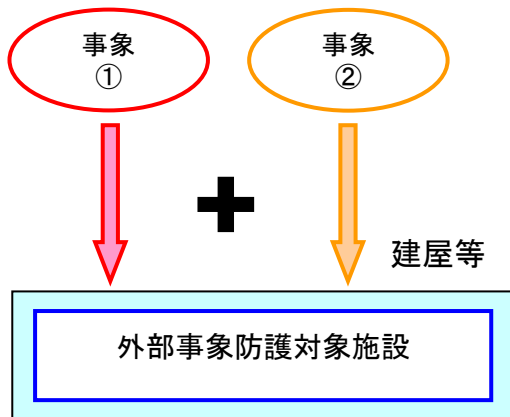 事象
①
事象
②
建屋等
外部事象防護対象施設